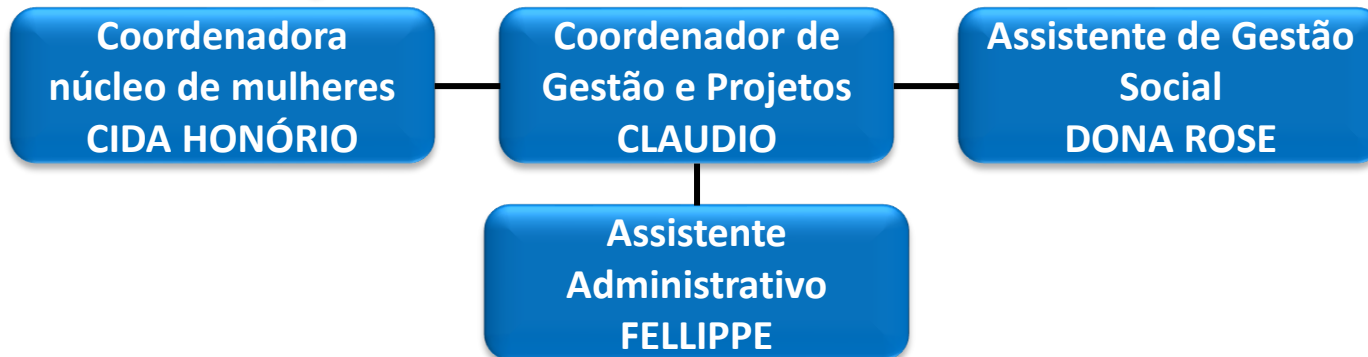 Coordenadora
núcleo de mulheres
CIDA HONÓRIO
Coordenador de
Gestão e Projetos
CLAUDIO
Assistente de Gestão
Social
DONA ROSE
Assistente
Administrativo
FELLIPPE